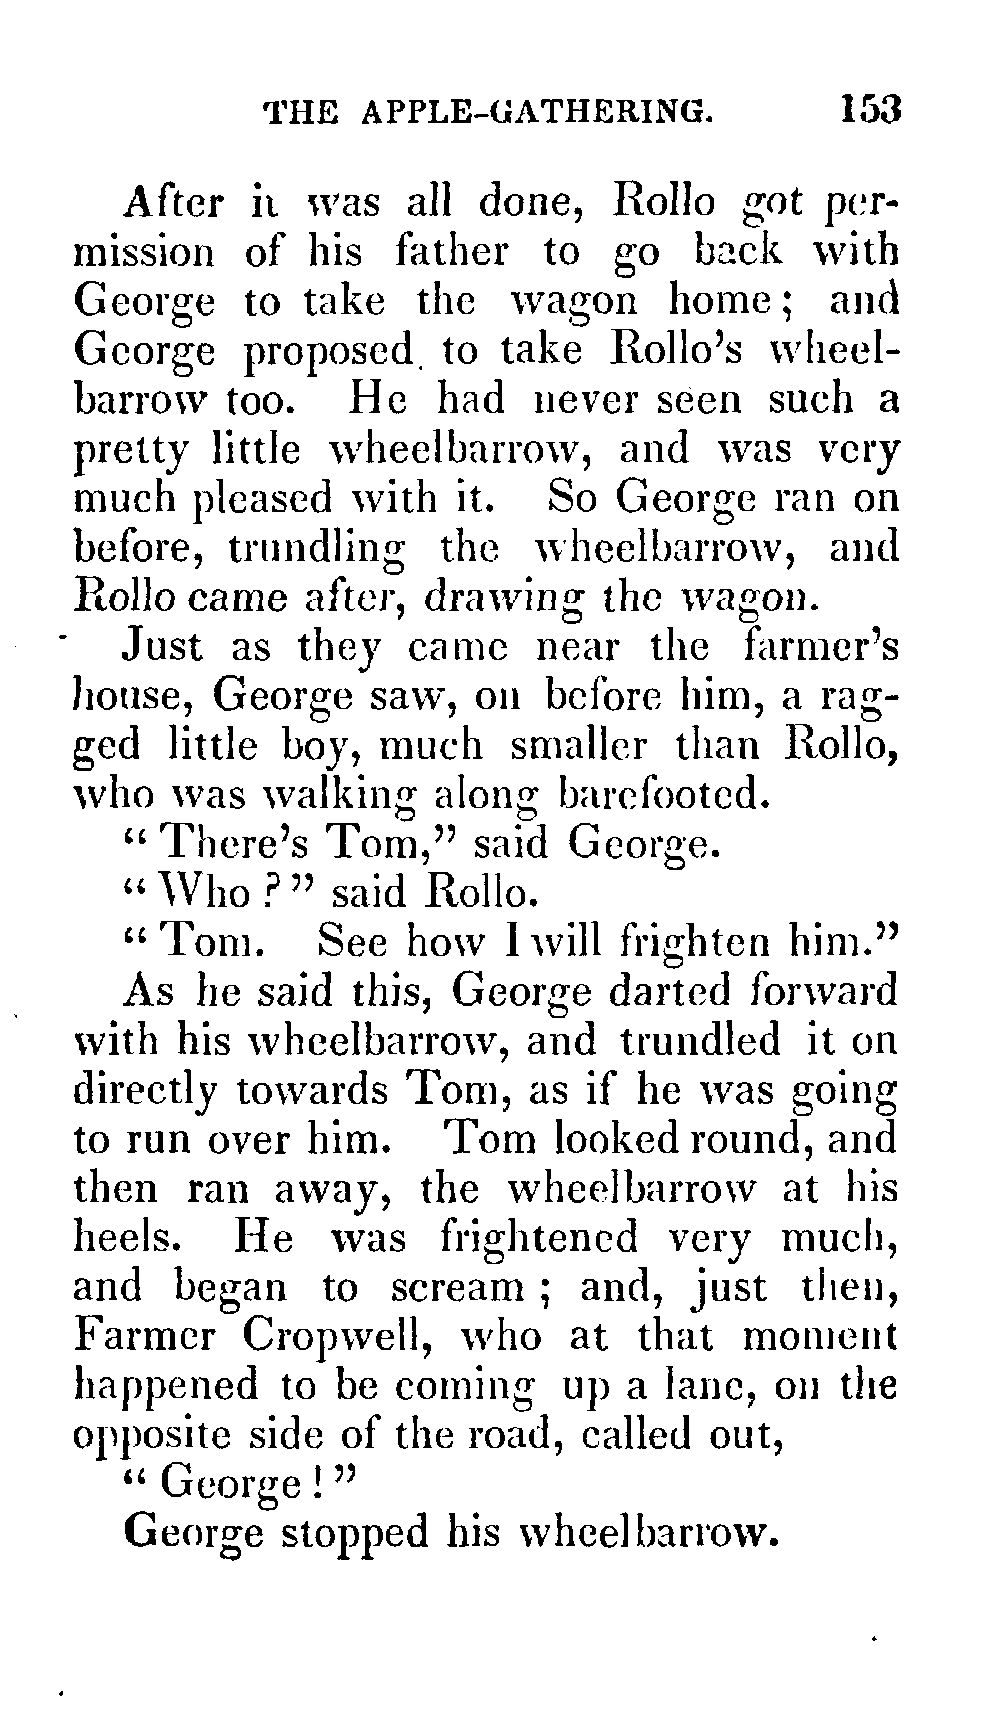 THE APPLE-GATHERING. 153
After it was all done, Rollo got per-
mission of his father to go back with
George to take the wagon home; and
George proposed to take Rollo's wheel-
barrow too. He had never seen such a
pretty little wheelbarrow, and was very
much pleased with it. So George ran on
before, trundling the wheelbarrow, and
Rollo came after, drawing the wagon.
Just as they came near the farmer's
house, George saw, on before him, a rag-
ged little boy, much smaller than Rollo,
who was walking along barefooted.
"There's Tom," said George.
"Who?" said Rollo.
"Tom. See how I will frighten him."
As he said this, George darted forward
with his wheelbarrow, and trundled it on
directly towards Tom, as if he was going
to run over him. Tom looked round, and
then ran away, the wheelbarrow at his
heels. He was frightened very much,
and began to scream; and, just then,
Farmer Cropwell, who at that moment
happened to be coming up a lane, on the
opposite side of the road, called out,
"George!"
George stopped his wheelbarrow.